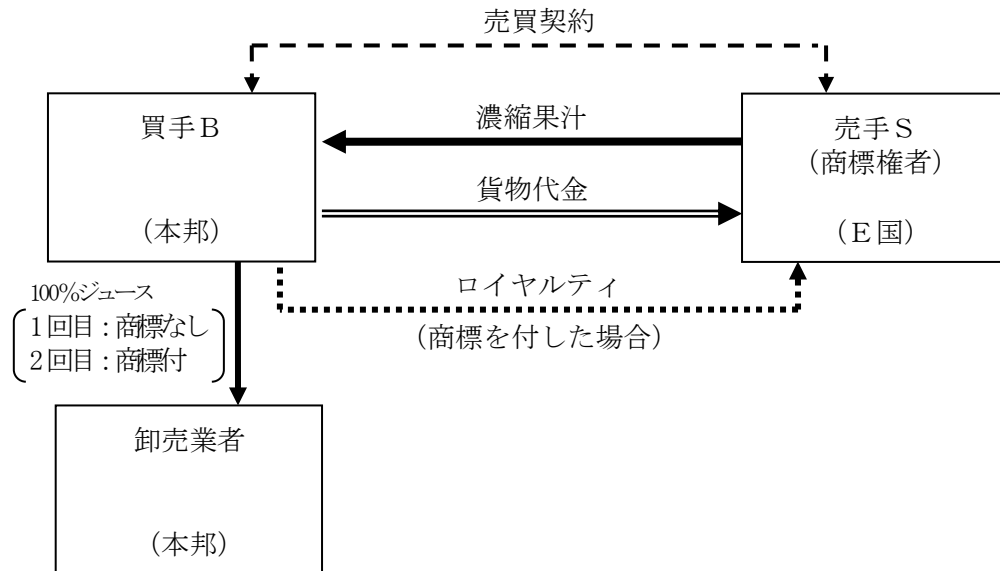 売買契約
買手B
(本邦)
濃縮果汁
貨物代金
売手S
(商標権者)
(E国)
ロイヤルティ
(商標を付した場合)
100%ジュース
1回目：商標なし
2回目：商標付
卸売業者
(本邦)